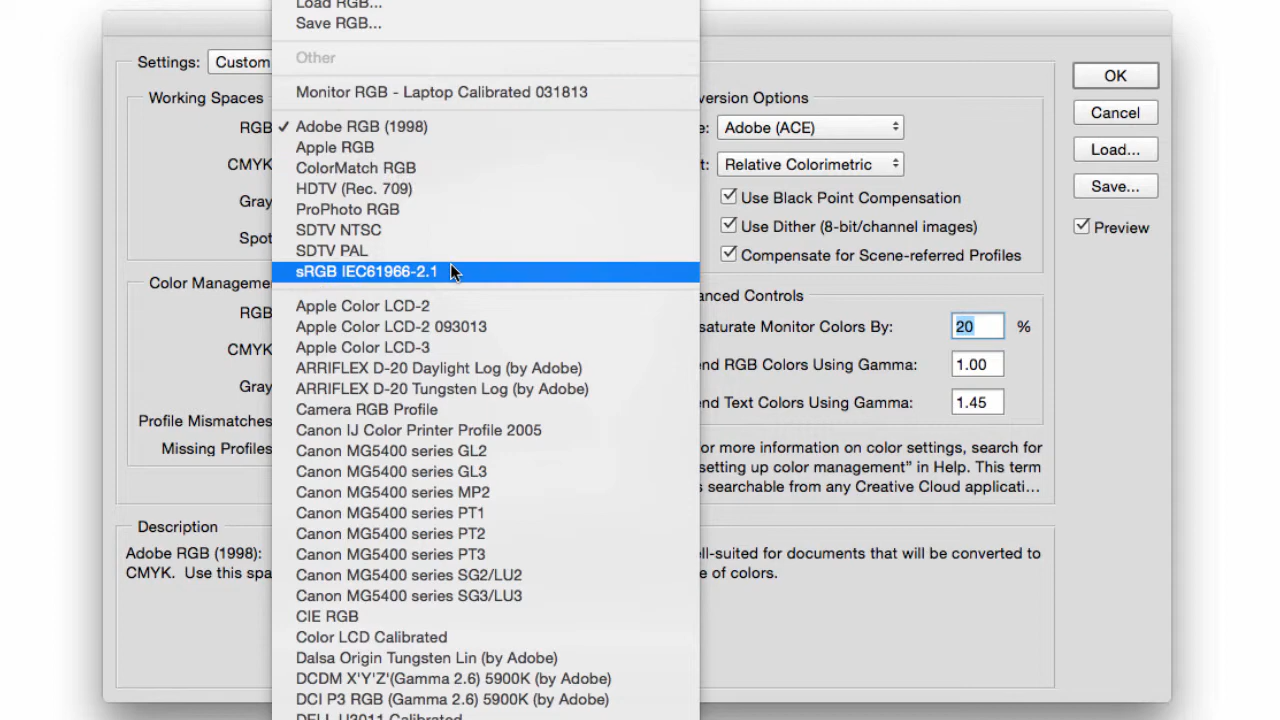 Load RGB...
Save RGB...
Other
Monitor RGB - Laptop Calibrated 031813
✓ Adobe RGB (1998)
Apple RGB
ColorMatch RGB
HDTV (Rec. 709)
ProPhoto RGB
SDTV NTSC
SDTV PAL
sRGB IEC61966-2.1
Apple Color LCD-2
Apple Color LCD-2 093013
Apple Color LCD-3
ARRIFLEX D-20 Daylight Log (by Adobe)
ARRIFLEX D-20 Tungsten Log (by Adobe)
Camera RGB Profile
Canon IJ Color Printer Profile 2005
Canon MG5400 series GL2
Canon MG5400 series GL3
Canon MG5400 series MP2
Canon MG5400 series PT1
Canon MG5400 series PT2
Canon MG5400 series PT3
Canon MG5400 series SG2/LU2
Canon MG5400 series SG3/LU3
CIE RGB
Color LCD Calibrated
Dalsa Origin Tungsten Lin (by Adobe)
DCDM X'Y'Z'(Gamma 2.6) 5900K (by Adobe)
DCI P3 RGB (Gamma 2.6) 5900K (by Adobe)
DELL U3011 Calibrated
Settings: Custom
Working Spaces
RGB
CMYK
Gray
Spot
Color Manageme
RGB
CMYK
Gray
Profile Mismatches
Missing Profiles
Description
Adobe RGB (1998):
CMYK. Use this spa
version Options
e: Adobe (ACE)
t: Relative Colorimetric
Use Black Point Compensation
Use Dither (8-bit/channel images)
Compensate for Scene-referred Profiles
anced Controls
saturate Monitor Colors By: 20 %
end RGB Colors Using Gamma: 1.00
end Text Colors Using Gamma: 1.45
or more information on color settings, search for
setting up color management” in Help. This term
s searchable from any Creative Cloud applicati...
ell-suited for documents that will be converted to
e of colors.
OK
Cancel
Load...
Save...
Preview